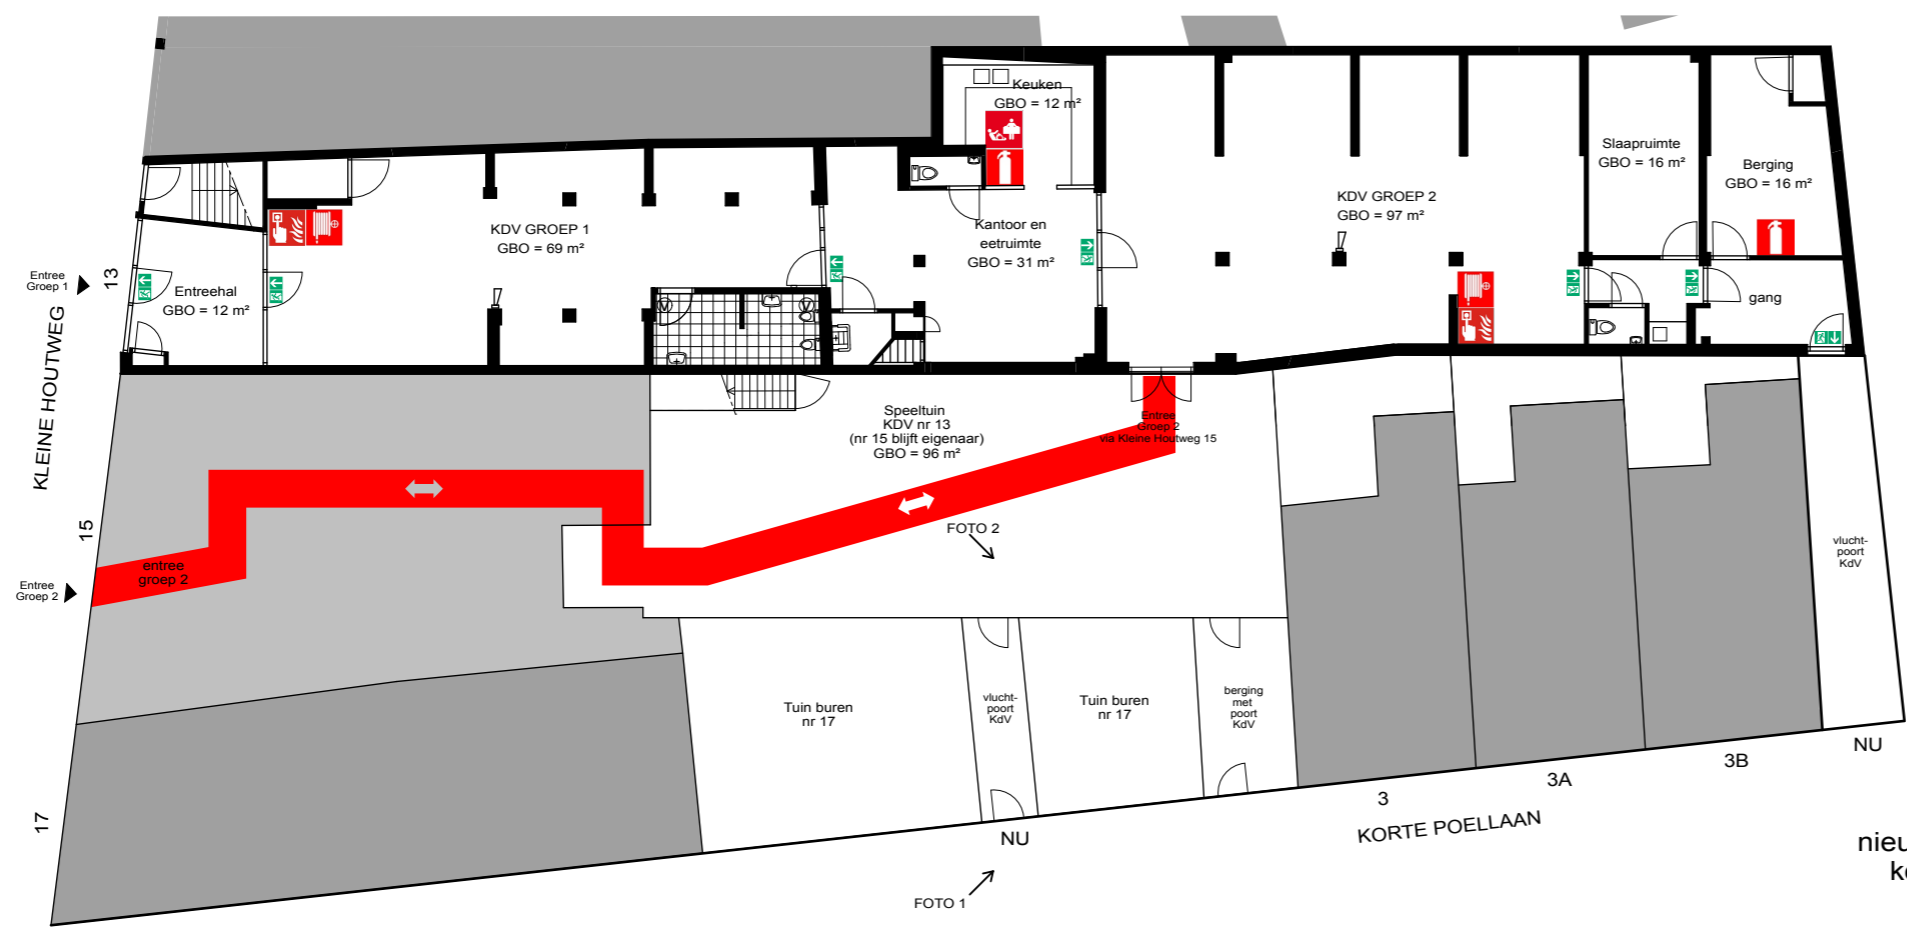 Keuken
GBO = 12 m²
Slaapruimte
GBO = 16 m²
Berging
GBO = 16 m²
KDV GROEP 1
GBO = 69 m²
Kantoor en
eetruimte
GBO = 31 m²
KDV GROEP 2
GBO = 97 m²
Entree
Groep 1
13
Entreehal
GBO = 12 m²
gang
KLEINE HOUTWEG
Speeltuin
KDV nr 13
(nr 15 blijft eigenaar)
GBO = 96 m²
Entree
Groep 2
via Kleine Houtweg 15
15
FOTO 2
vlucht-
poort
KdV
entree
groep 2
Entree
Groep 2
Tuin buren
nr 17
vlucht-
poort
KdV
Tuin buren
nr 17
berging
met
poort
KdV
17
NU
3
3A
3B
NU
KORTE POELLAAN
FOTO 1
nieu